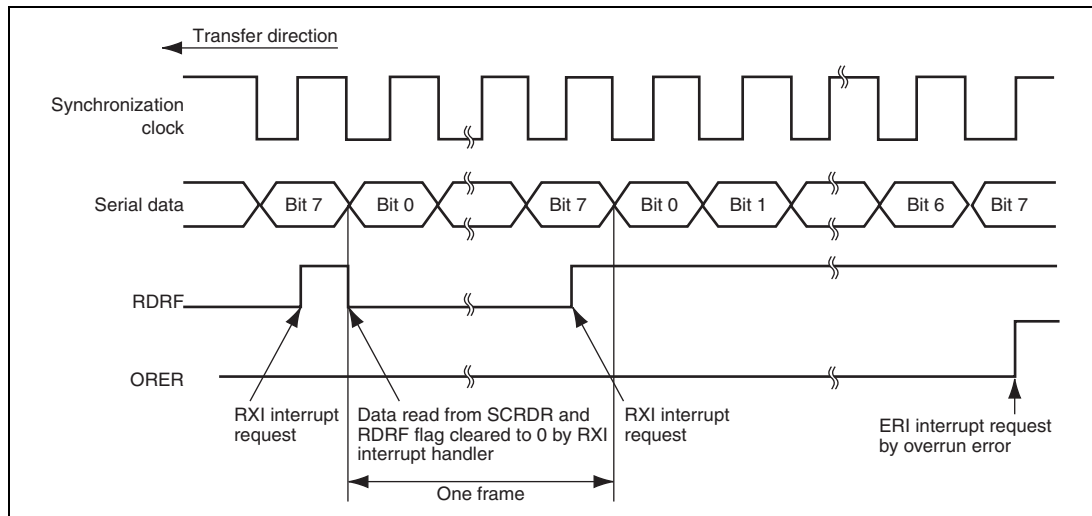 Transfer direction
Synchronization
clock
Serial data
Bit 7
Bit 0
Bit 7
Bit 0
Bit 1
Bit 6
Bit 7
RDRF
ORER
RXI interrupt
request
Data read from SCRDR and
RDRF flag cleared to 0 by RXI
interrupt handler
RXI interrupt
request
ERI interrupt request
by overrun error
One frame